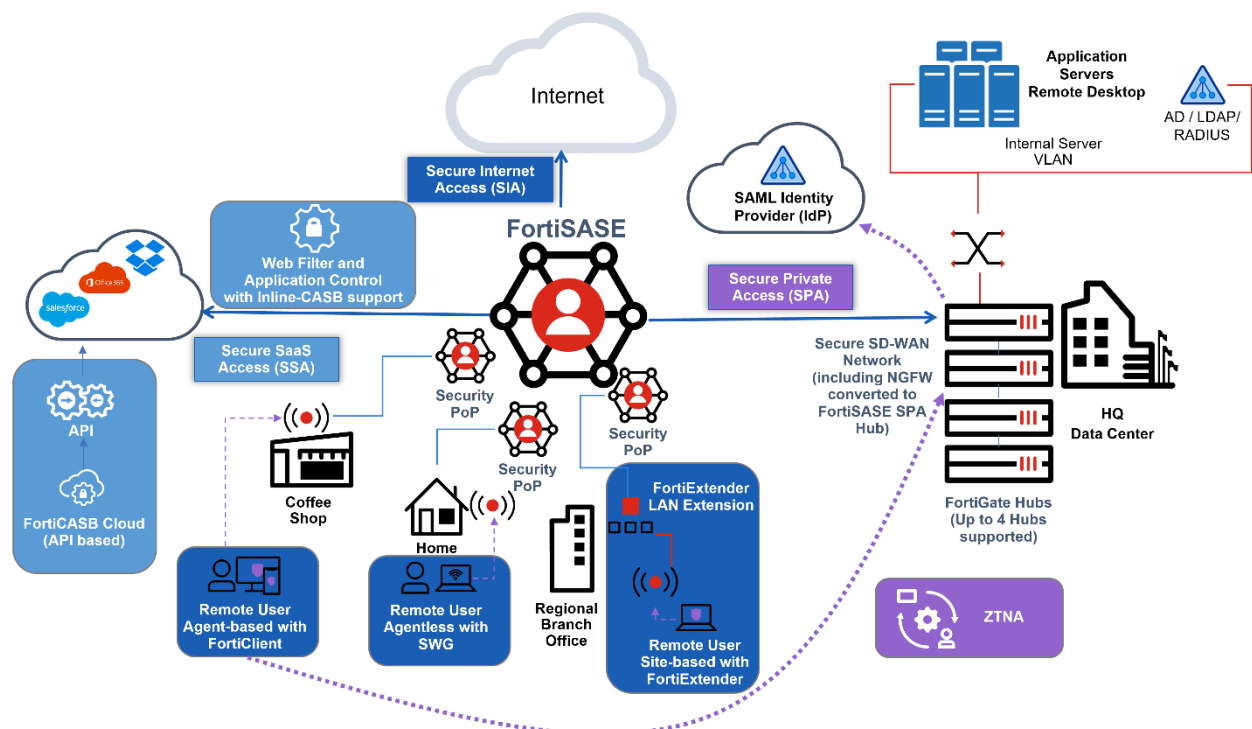 Internet
Application
Servers
Remote Desktop
AD / LDAP/
RADIUS
Internal Server
VLAN
Secure Internet
Access (SIA)
SAML Identity
Provider (IdP)
FortiSASE
Web Filter and
Application Control
with Inline-CASB support
Office 365
salesforce
Secure Private
Access (SPA)
Secure SaaS
Access (SSA)
Security
PoP
Security
PoP
Security
PoP
Secure SD-WAN
Network
(including NGFW
converted to
FortiSASE SPA
Hub)
HQ
Data Center
API
FortiCASB Cloud
(API based)
Coffee
Shop
Home
FortiExtender
LAN Extension
FortiGate Hubs
(Up to 4 Hubs
supported)
Remote User
Agent-based with
FortiClient
Remote User
Agentless with
SWG
Regional
Branch
Office
Remote User
Site-based with
FortiExtender
ZTNA